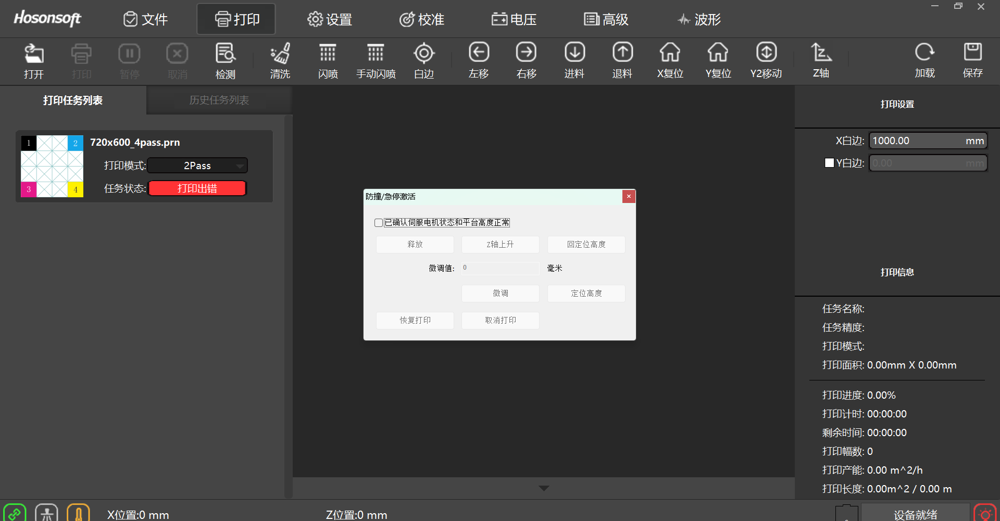 Hosonsoft
文件
打印
设置
校准
电压
高级
波形
打开
打印
暂停
取消
检测
清洗
闪喷
手动闪喷
白边
左移
右移
进料
退料
X复位
Y复位
Y2移动
Z轴
加载
保存
打印任务列表
历史任务列表
1
2
3
4
720x600_4pass.prn
打印模式:
2Pass
任务状态:
打印出错
防撞/急停激活
已确认伺服电机状态和平台高度正常
释放
Z轴上升
回定位高度
微调值:
0
毫米
微调
定位高度
恢复打印
取消打印
打印设置
X白边:
1000.00
mm
Y白边:
0.00
mm
打印信息
任务名称:
任务精度:
打印模式:
打印面积: 0.00mm X 0.00mm
打印进度: 0.00%
打印计时: 00:00:00
剩余时间: 00:00:00
打印幅数: 0
打印产能: 0.00 m^2/h
打印长度: 0.00m^2 / 0.00 m
X位置:0 mm
Z位置:0 mm
设备就绪